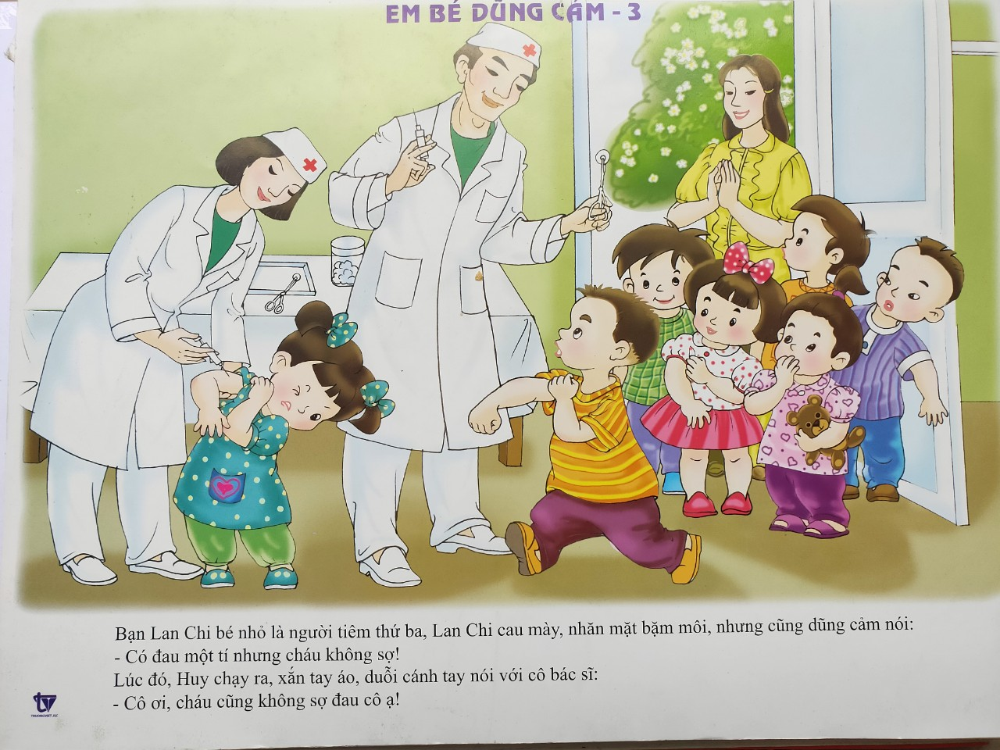 EM BÉ DŨNG CẢM - 3
Bạn Lan Chi bé nhỏ là người tiêm thứ ba, Lan Chi cau mày, nhăn mặt bặm môi, nhưng cũng dũng cảm nói:
- Có đau một tí nhưng cháu không sợ!
Lúc đó, Huy chạy ra, xắn tay áo, duỗi cánh tay nói với cô bác sĩ:
- Cô ơi, cháu cũng không sợ đau cô ạ!
TV
TRUONGVIET.JSC